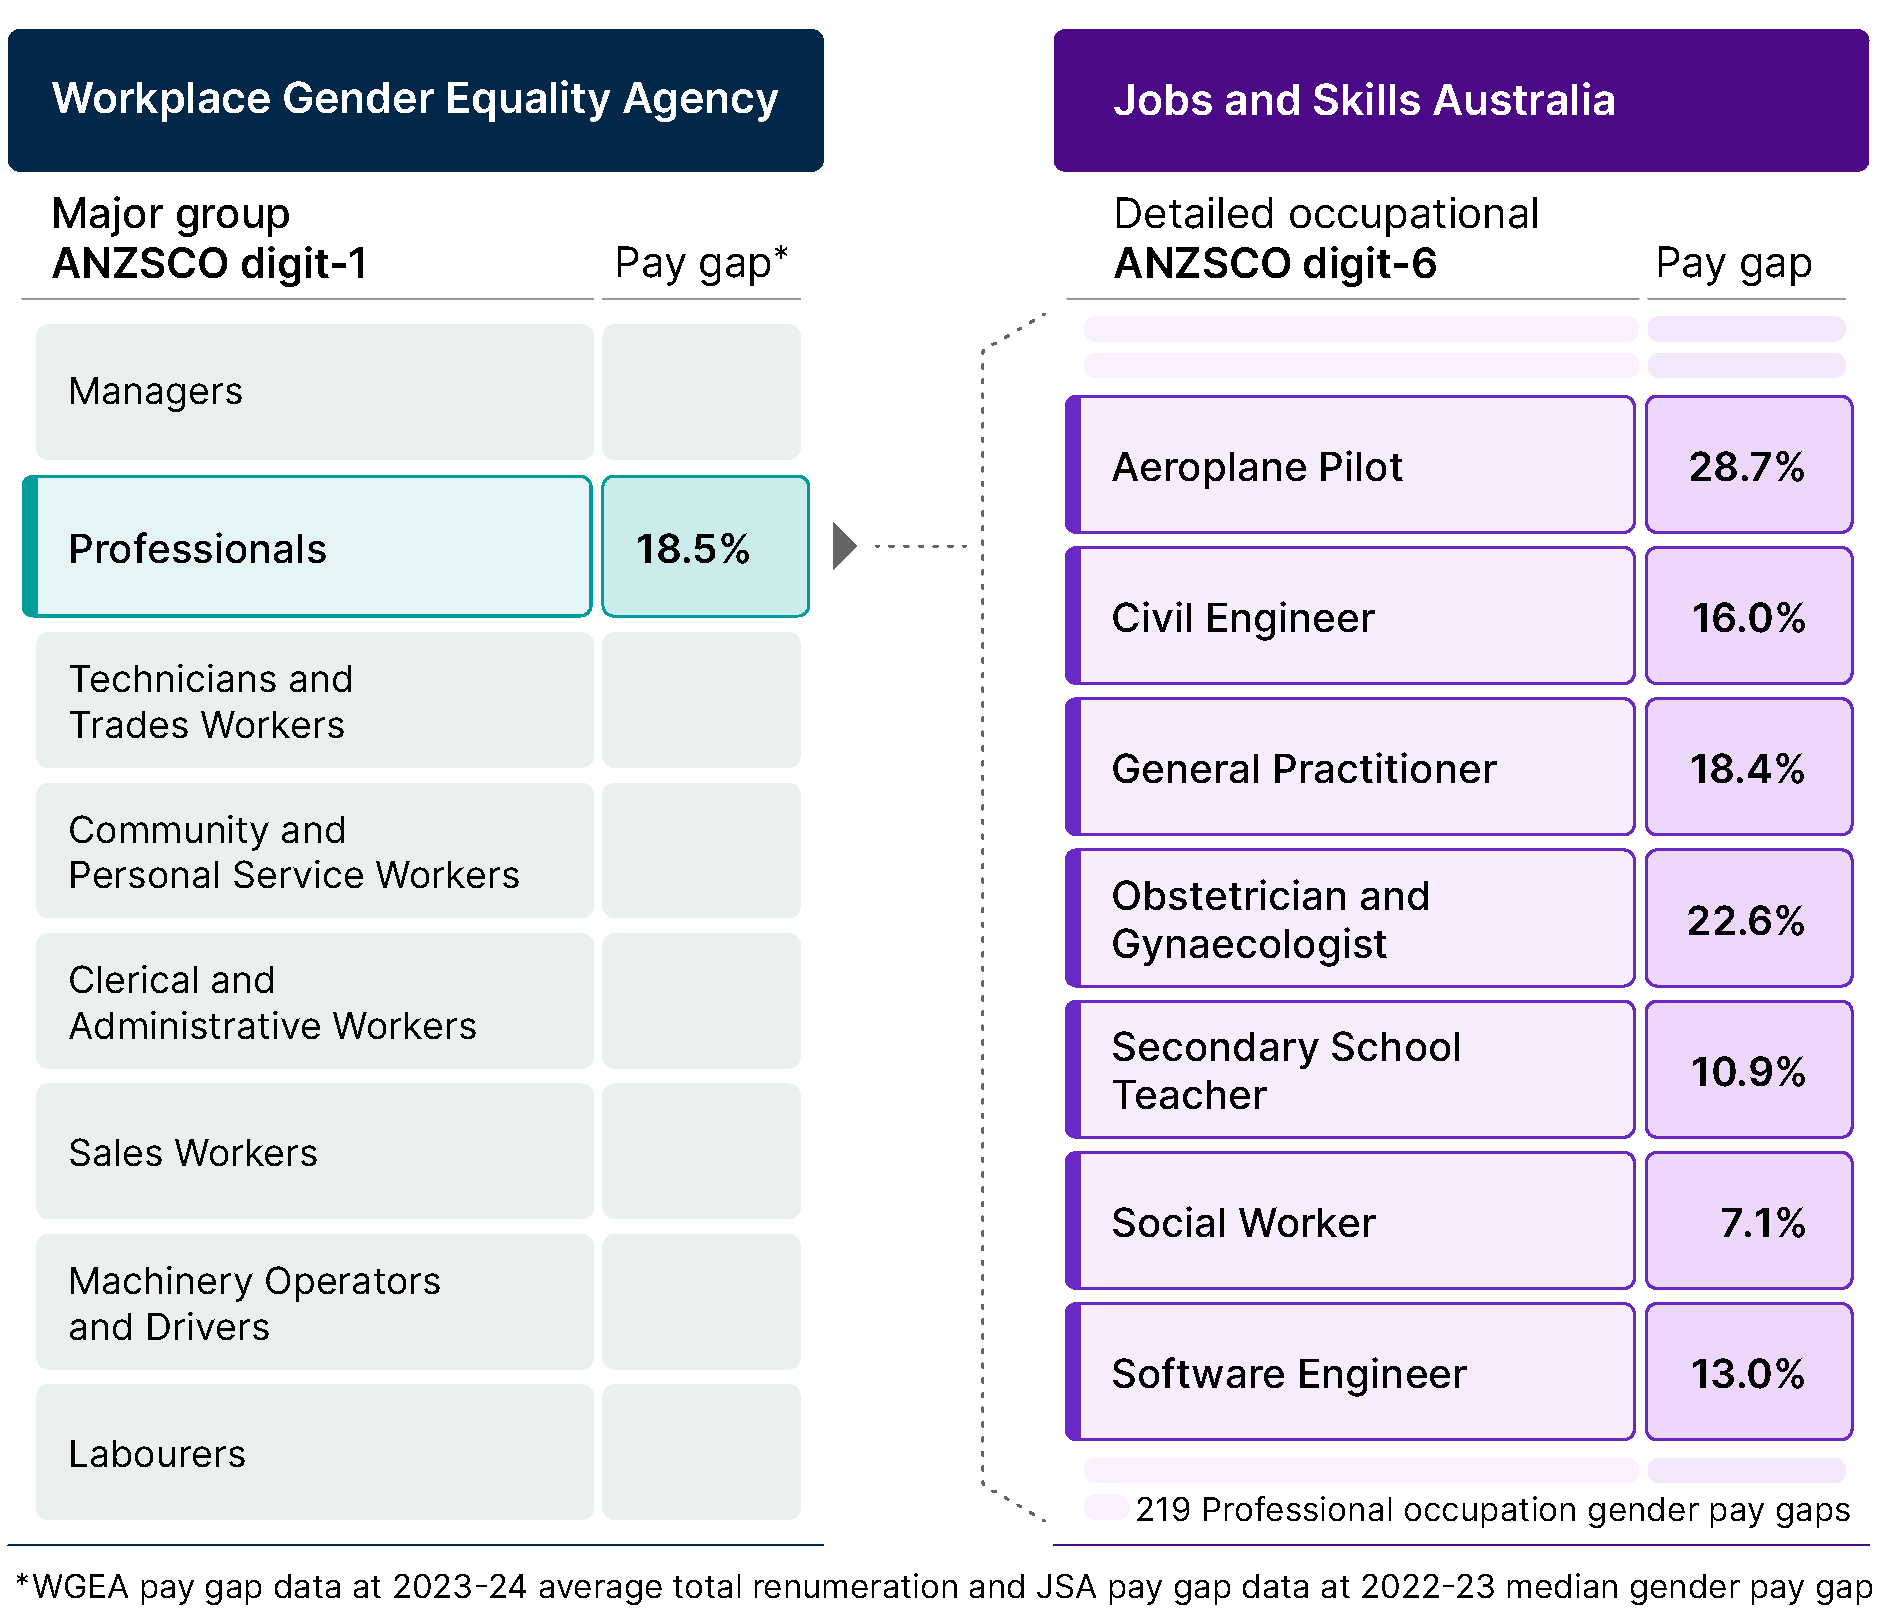 Workplace Gender Equality Agency
Major group
ANZSCO digit-1
Pay gap*
Managers
Professionals
18.5%
Technicians and
Trades Workers
Community and
Personal Service Workers
Clerical and
Administrative Workers
Sales Workers
Machinery Operators
and Drivers
Labourers
Jobs and Skills Australia
Detailed occupational
ANZSCO digit-6
Pay gap
Aeroplane Pilot
28.7%
Civil Engineer
16.0%
General Practitioner
18.4%
Obstetrician and
Gynaecologist
22.6%
Secondary School
Teacher
10.9%
Social Worker
7.1%
Software Engineer
13.0%
219 Professional occupation gender pay gaps
*WGEA pay gap data at 2023-24 average total renumeration and JSA pay gap data at 2022-23 median gender pay gap